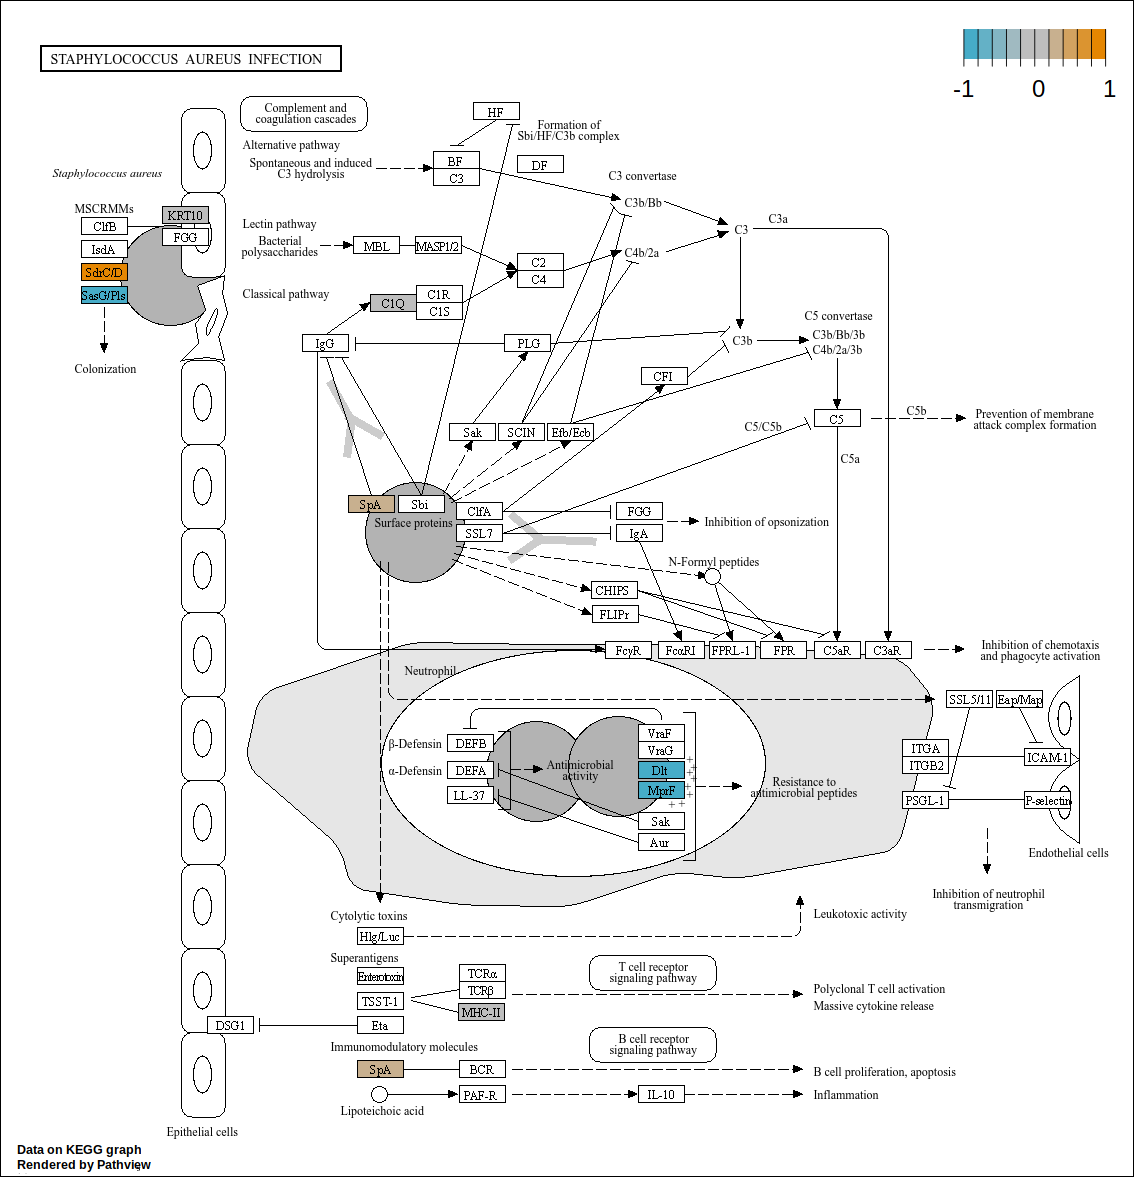 STAPHYLOCOCCUS AUREUS INFECTION
-1 0 1
Complement and
coagulation cascades
HF
Formation of
Sbi/HF/C3b complex
Alternative pathway
Spontaneous and induced
C3 hydrolysis
BF
C3
DF
C3 convertase
C3b/Bb
C3
C3a
Staphylococcus aureus
MSCRMMs
ClfB
KRT10
FGG
IsdA
SdrC/D
SasG/Pls
Colonization
Lectin pathway
Bacterial
polysaccharides
MBL
MASP1/2
C2
C4
C4b/2a
Classical pathway
C1Q
C1R
C1S
IgG
PLG
C3b
C5 convertase
C3b/Bb/3b
C4b/2a/3b
CFI
C5
C5b
Prevention of membrane
attack complex formation
C5/C5b
C5a
Sak
SCIN
Efb/Ecb
SpA
Sbi
Surface proteins
ClfA
SSL7
FGG
IgA
Inhibition of opsonization
N-Formyl peptides
CHIPS
FLIPr
FcγR
FcαRI
FPRL-1
FPR
C5aR
C3aR
Inhibition of chemotaxis
and phagocyte activation
Neutrophil
SSL5/11
Eap/Map
β-Defensin
DEFB
α-Defensin
DEFA
LL-37
Antimicrobial
activity
VraF
VraG
Dlt
MprF
Sak
Aur
+
+
+
+
+
+
+ +
Resistance to
antimicrobial peptides
ITGA
ITGB2
ICAM-1
PSGL-1
P-selectin
Endothelial cells
Inhibition of neutrophil
transmigration
Cytolytic toxins
Hlg/Luc
Leukotoxic activity
Superantigens
Enterotoxin
TSST-1
Eta
DSG1
TCRα
TCRβ
MHC-II
T cell receptor
signaling pathway
Polyclonal T cell activation
Massive cytokine release
Immunomodulatory molecules
SpA
BCR
B cell receptor
signaling pathway
B cell proliferation, apoptosis
Lipoteichoic acid
PAF-R
IL-10
Inflammation
Epithelial cells
Data on KEGG graph
Rendered by Pathview